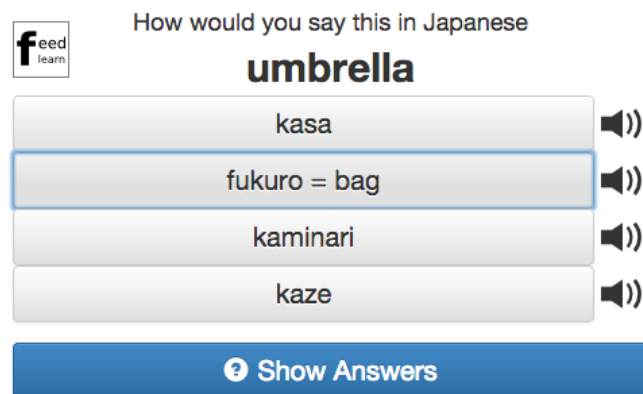 feed
learn
How would you say this in Japanese
umbrella
kasa
fukuro = bag
kaminari
kaze
? Show Answers